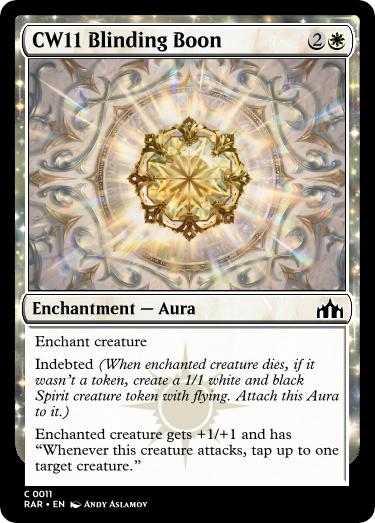 CW11 Blinding Boon 2
Enchantment — Aura
Enchant creature
Indebted (When enchanted creature dies, if it
wasn't a token, create a 1/1 white and black
Spirit creature token with flying. Attach this Aura
to it.)
Enchanted creature gets +1/+1 and has
“Whenever this creature attacks, tap up to one
target creature.”
C 0011
RAR • EN Andy Aslamov